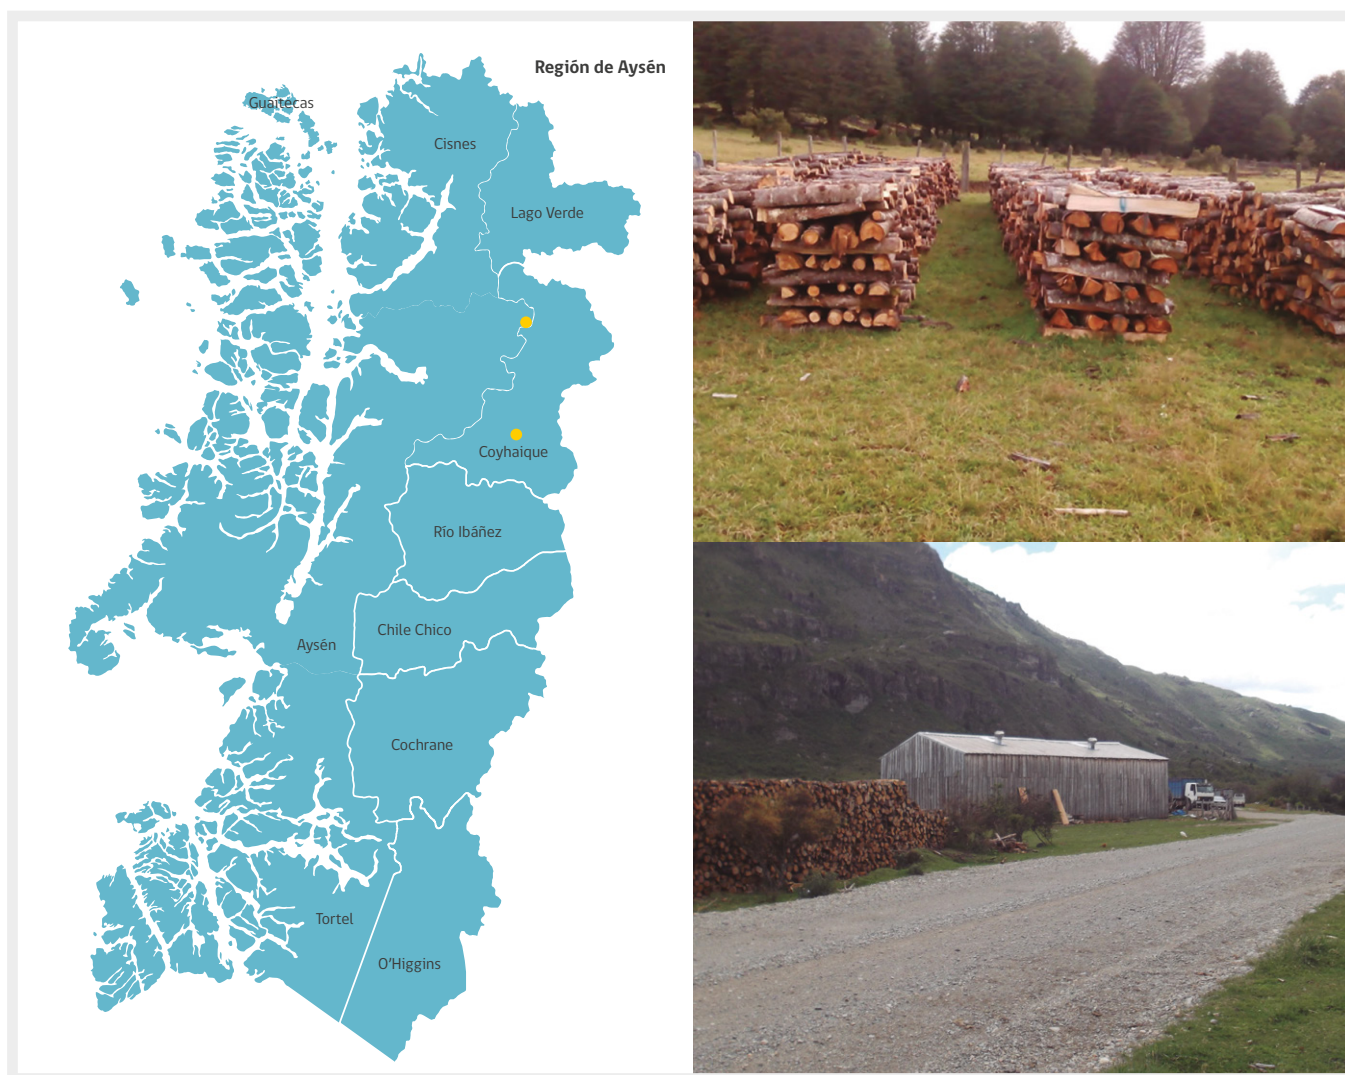 Región de Aysén
Guaitecas
Cisnes
Lago Verde
Coyhaique
Río Ibáñez
Chile Chico
Aysén
Cochrane
Tortel
O'Higgins